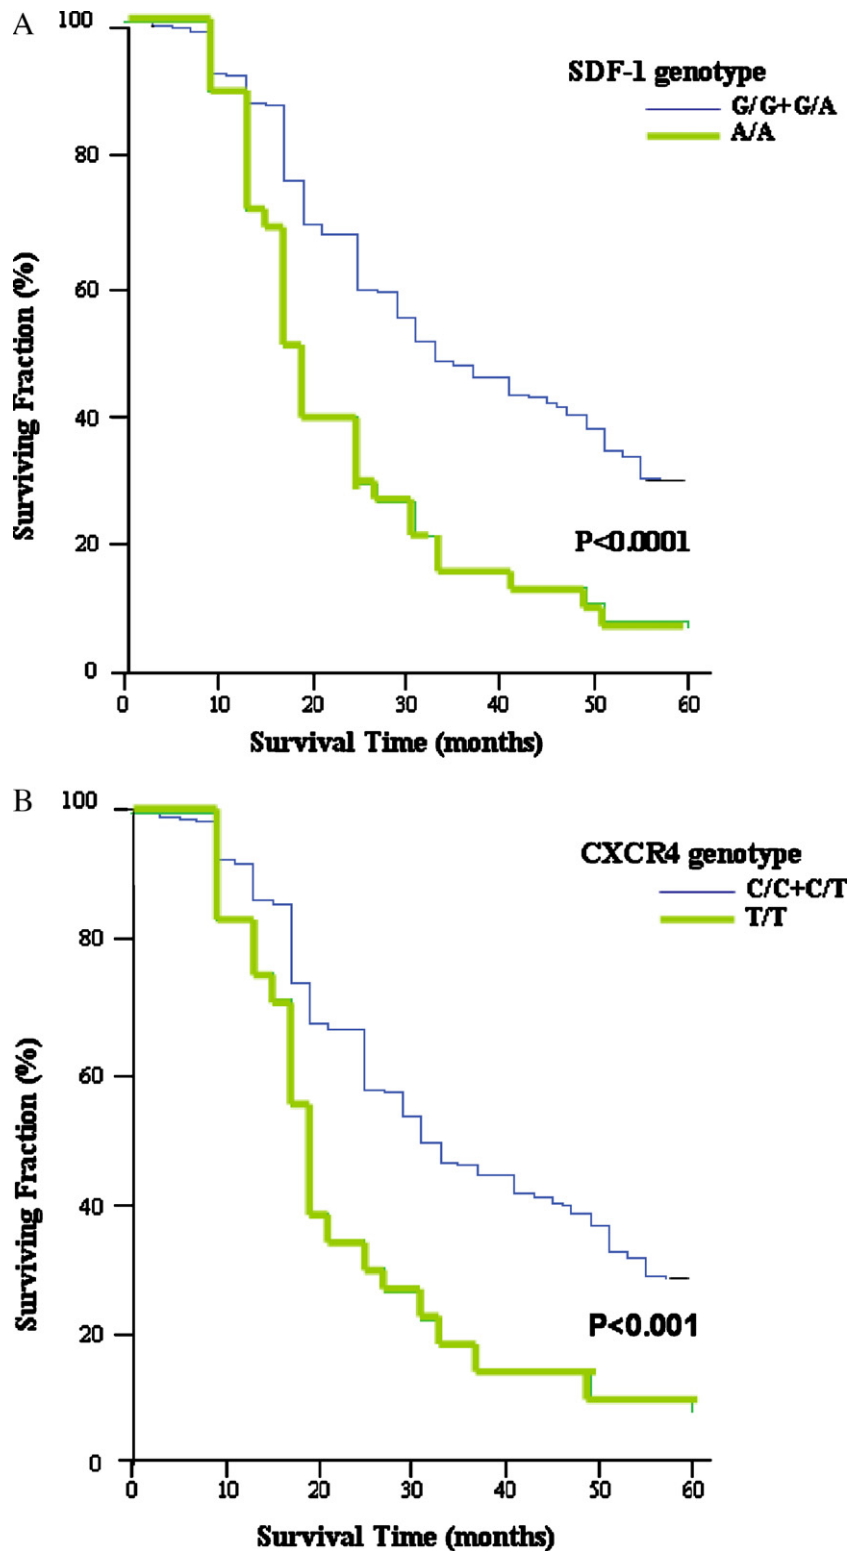 A
SDF-1 genotype
G/G+G/A
A/A
100
80
60
40
20
0
Surviving Fraction (%)
P<0.0001
0 10 20 30 40 50 60
Survival Time (months)
B
CXCR4 genotype
C/C+C/T
T/T
100
80
60
40
20
0
Surviving Fraction (%)
P<0.001
0 10 20 30 40 50 60
Survival Time (months)